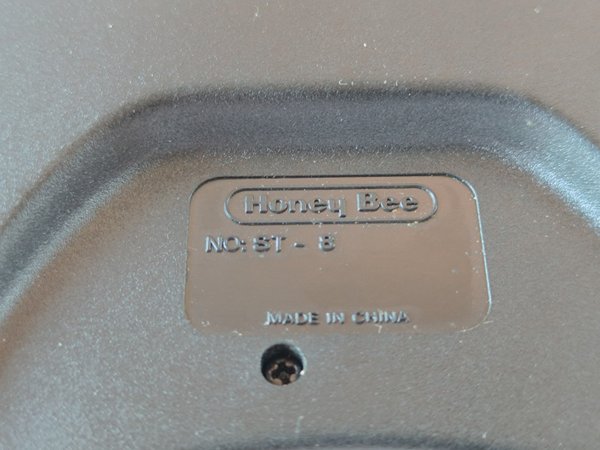 Honey Bee
NO: ST - 8
MADE IN CHINA